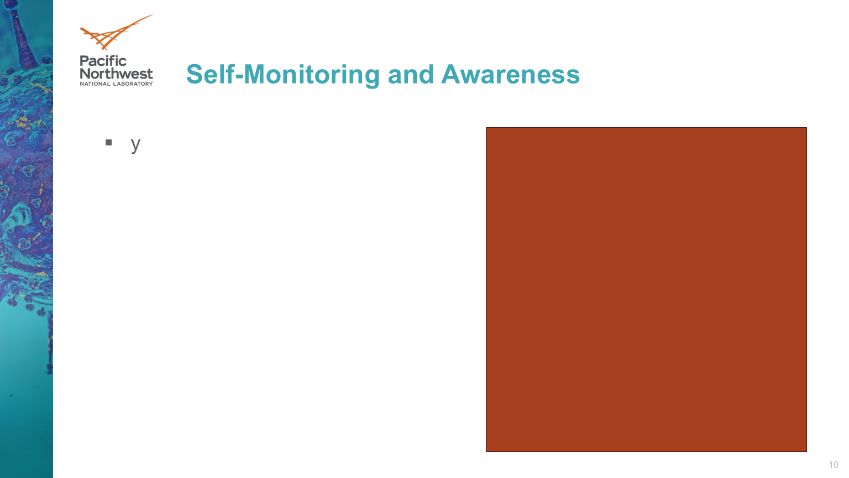 Pacific
Northwest
NATIONAL LABORATORY
Self-Monitoring and Awareness
▪ y
10